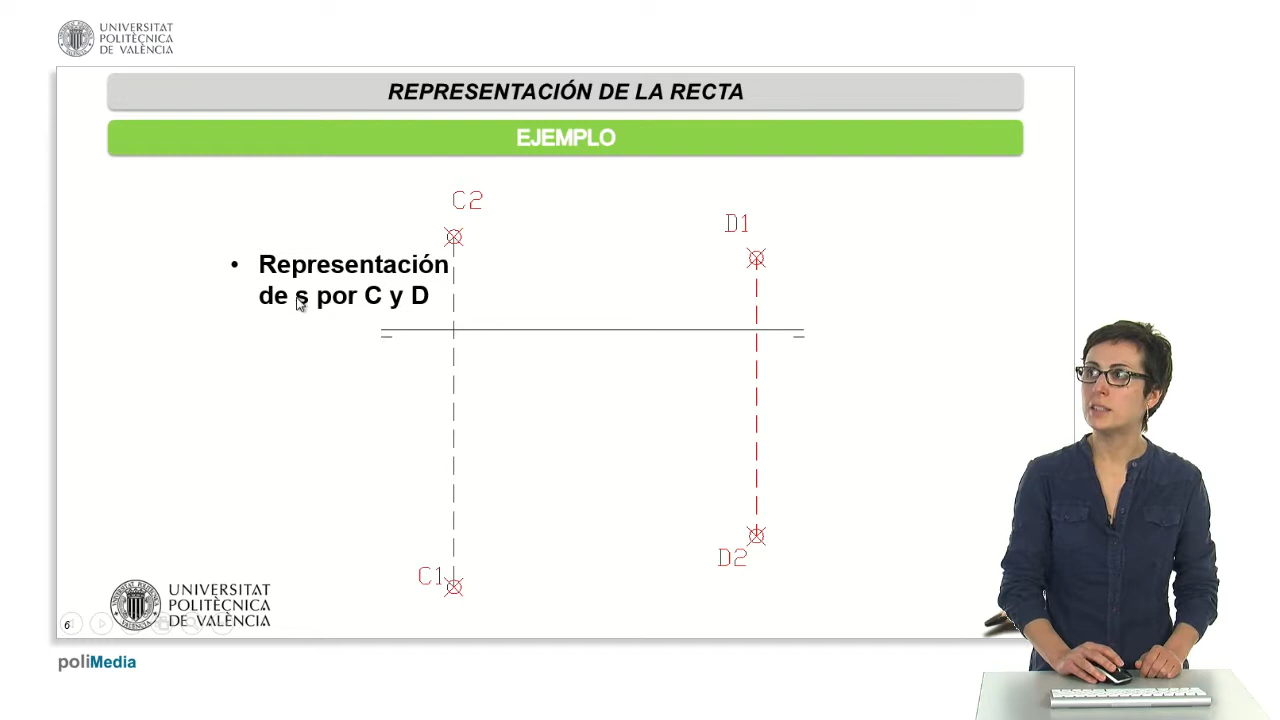 UNIVERSITAT
POLITÈCNICA
DE VALÈNCIA
REPRESENTACIÓN DE LA RECTA
EJEMPLO
C2
D1
• Representación
de s por C y D
D2
C1
UNIVERSITAT
POLITÈCNICA
DE VALÈNCIA
6
poliMedia